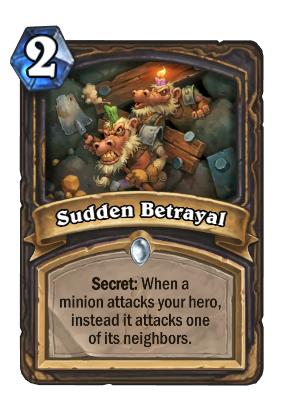 2
Sudden Betrayal
Secret: When a
minion attacks your hero,
instead it attacks one
of its neighbors.